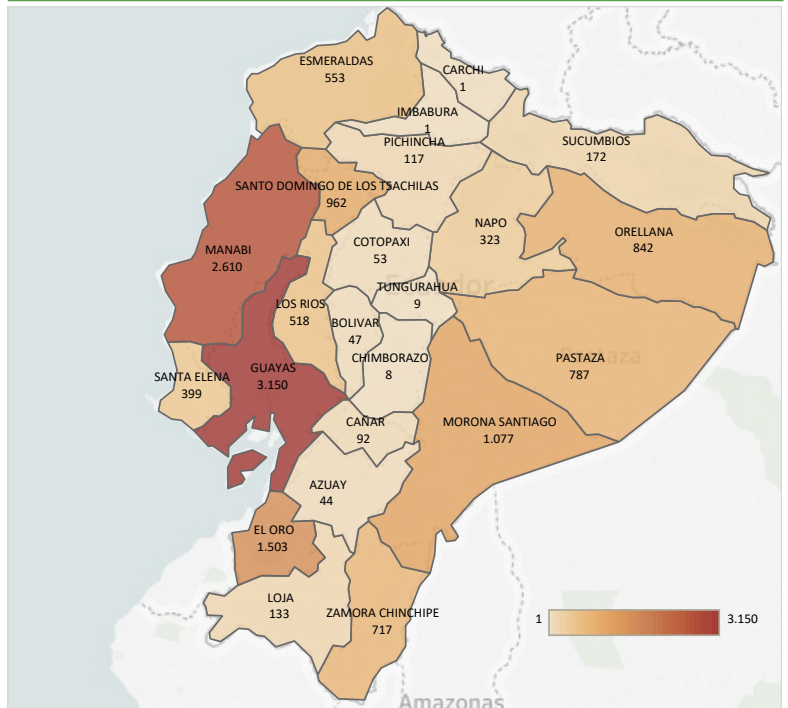 ESMERALDAS
553
CARCHI
1
IMBABURA
1
PICHINCHA
117
SUCUMBIOS
172
SANTO DOMINGO DE LOS TSACHILAS
962
NAPO
323
ORELLANA
842
COTOPAXI
53
MANABI
2.610
Ecuador
TUNGURAHUA
9
LOS RIOS
518
BOLIVAR
47
CHIMBORAZO
8
Pastaza
PASTAZA
787
GUAYAS
3.150
SANTA ELENA
399
CAÑAR
92
MORONA SANTIAGO
1.077
AZUAY
44
EL ORO
1.503
LOJA
133
ZAMORA CHINCHIPE
717
1
3.150
Amazonas